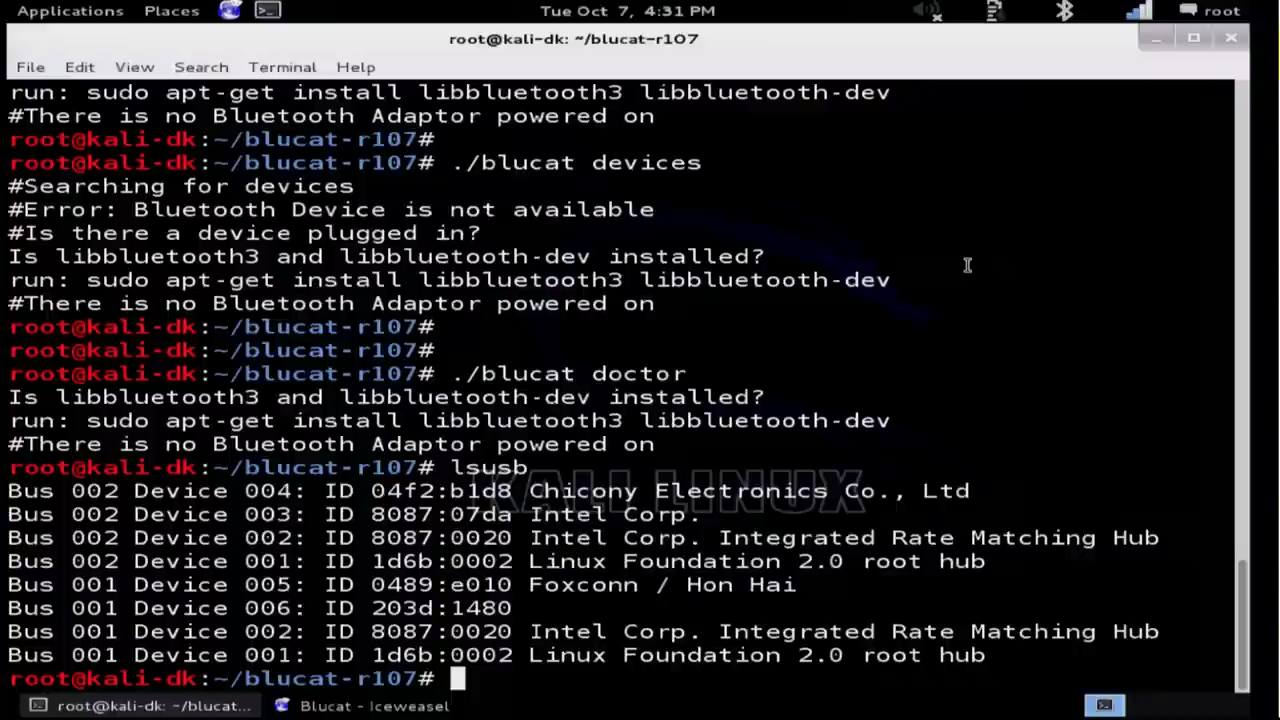 Applications Places Tue Oct 7, 4:31 PM root
root@kali-dk: ~/blucat-r107
File Edit View Search Terminal Help
run: sudo apt-get install libbluetooth3 libbluetooth-dev
#There is no Bluetooth Adaptor powered on
root@kali-dk:~/blucat-r107#
root@kali-dk:~/blucat-r107# ./blucat devices
#Searching for devices
#Error: Bluetooth Device is not available
#Is there a device plugged in?
Is libbluetooth3 and libbluetooth-dev installed?
run: sudo apt-get install libbluetooth3 libbluetooth-dev
#There is no Bluetooth Adaptor powered on
root@kali-dk:~/blucat-r107#
root@kali-dk:~/blucat-r107#
root@kali-dk:~/blucat-r107# ./blucat doctor
Is libbluetooth3 and libbluetooth-dev installed?
run: sudo apt-get install libbluetooth3 libbluetooth-dev
#There is no Bluetooth Adaptor powered on
root@kali-dk:~/blucat-r107# lsusb
KALI LINUX
Bus 002 Device 004: ID 04f2:b1d8 Chicony Electronics Co., Ltd
Bus 002 Device 003: ID 8087:07da Intel Corp.
Bus 002 Device 002: ID 8087:0020 Intel Corp. Integrated Rate Matching Hub
Bus 002 Device 001: ID 1d6b:0002 Linux Foundation 2.0 root hub
Bus 001 Device 005: ID 0489:e010 Foxconn / Hon Hai
Bus 001 Device 006: ID 203d:1480
Bus 001 Device 002: ID 8087:0020 Intel Corp. Integrated Rate Matching Hub
Bus 001 Device 001: ID 1d6b:0002 Linux Foundation 2.0 root hub
root@kali-dk:~/blucat-r107#
root@kali-dk: ~/blucat... Blucat - Iceweasel